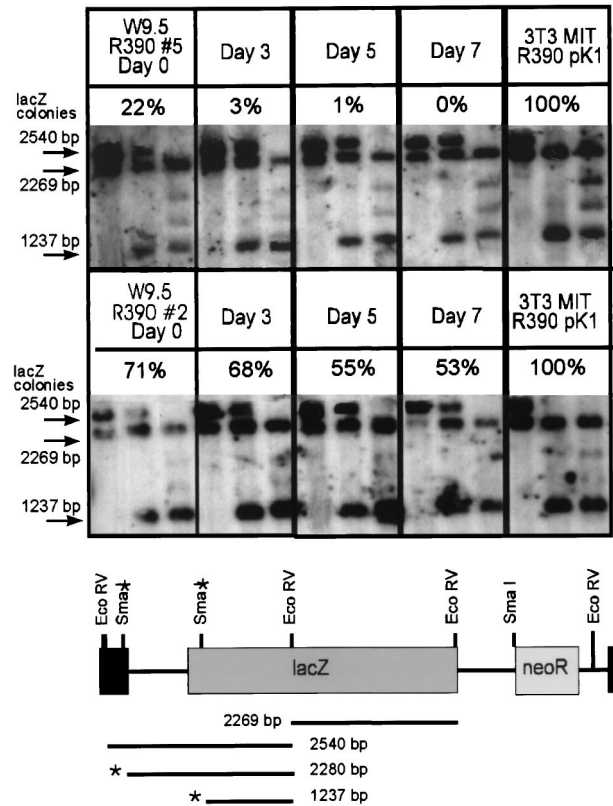 W9.5
R390 #5
Day 0
Day 3
Day 5
Day 7
3T3 MIT
R390 pK1
lacZ
colonies
22%
3%
1%
0%
100%
2540 bp
2269 bp
1237 bp
W9.5
R390 #2
Day 0
Day 3
Day 5
Day 7
3T3 MIT
R390 pK1
lacZ
colonies
71%
68%
55%
53%
100%
2540 bp
2269 bp
1237 bp
Eco RV
Sma*
Sma*
Eco RV
Eco RV
Sma I
Eco RV
lacZ
neoR
2269 bp
2540 bp
* 2280 bp
* 1237 bp